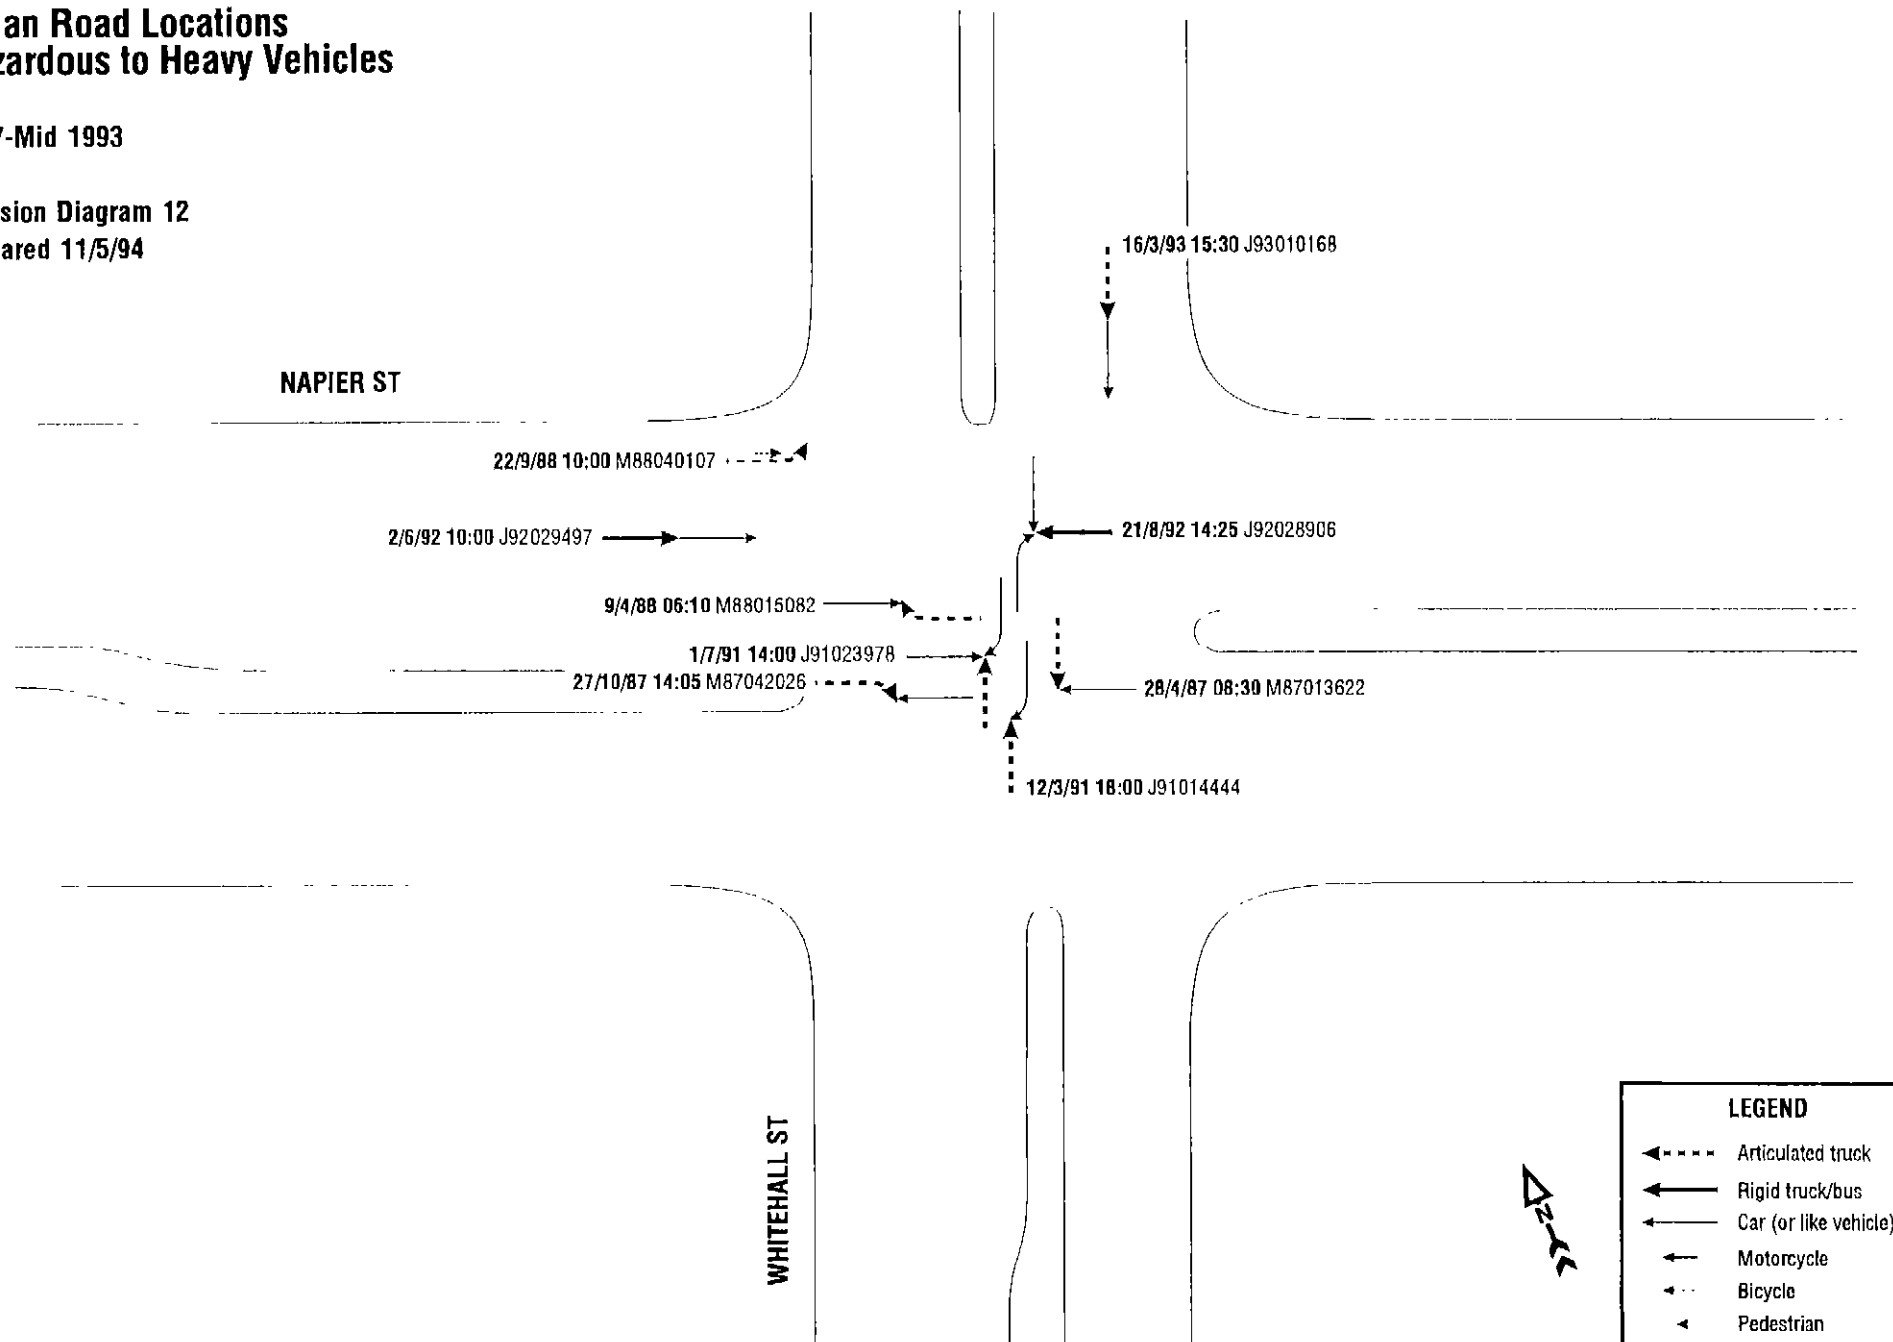 an Road Locations
zardous to Heavy Vehicles
-Mid 1993
sion Diagram 12
ared 11/5/94
16/3/93 15:30 J93010168
NAPIER ST
22/9/88 10:00 M88040107
2/6/92 10:00 J92029497
21/8/92 14:25 J92028906
9/4/88 06:10 M88015082
1/7/91 14:00 J91023978
27/10/87 14:05 M87042026
28/4/87 08:30 M87013622
12/3/91 18:00 J91014444
WHITEHALL ST
N
LEGEND
Articulated truck
Rigid truck/bus
Car (or like vehicle)
Motorcycle
Bicycle
Pedestrian